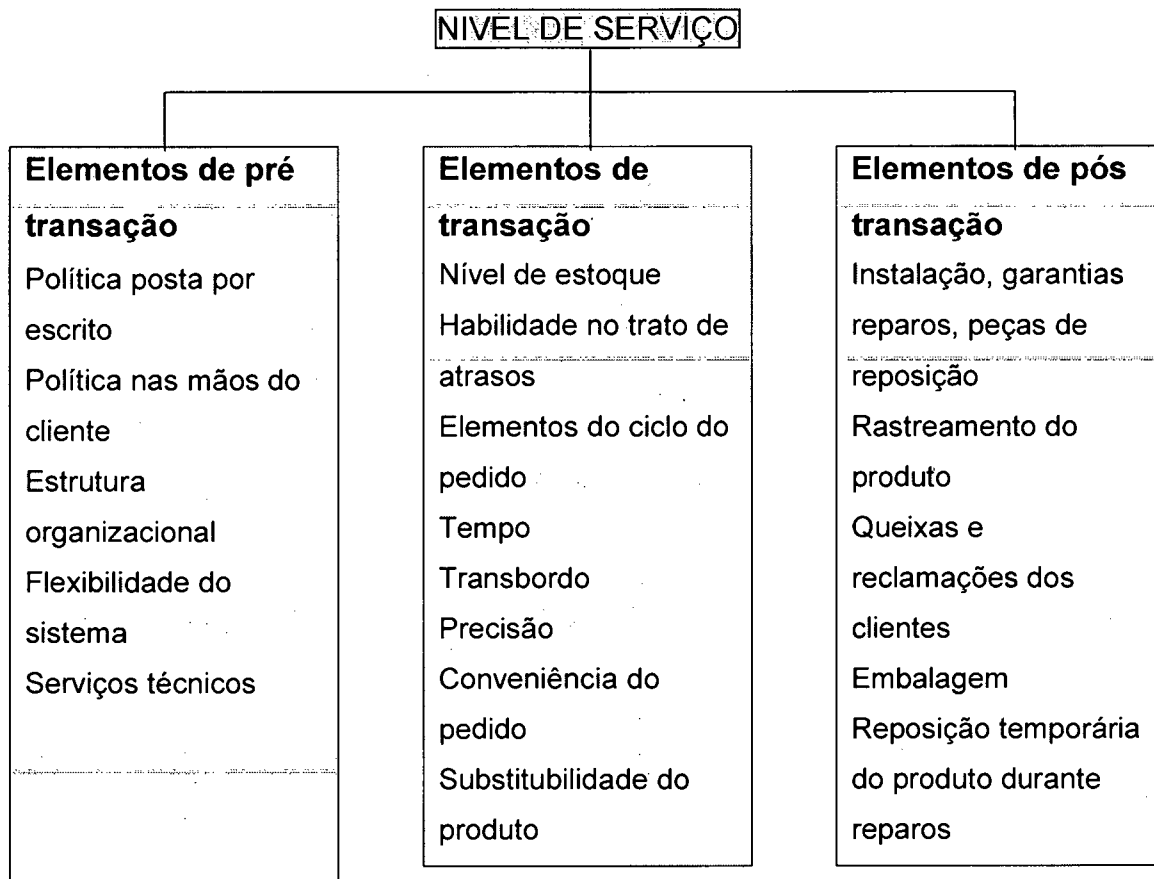 NIVEL DE SERVIÇO
Elementos de pré
transação
Política posta por
escrito
Política nas mãos do
cliente
Estrutura
organizacional
Flexibilidade do
sistema
Serviços técnicos
Elementos de
transação
Nível de estoque
Habilidade no trato de
atrasos
Elementos do ciclo do
pedido
Tempo
Transbordo
Precisão
Conveniência do
pedido
Substitubilidade do
produto
Elementos de pós
transação
Instalação, garantias
reparos, peças de
reposição
Rastreamento do
produto
Queixas e
reclamações dos
clientes
Embalagem
Reposição temporária
do produto durante
reparos